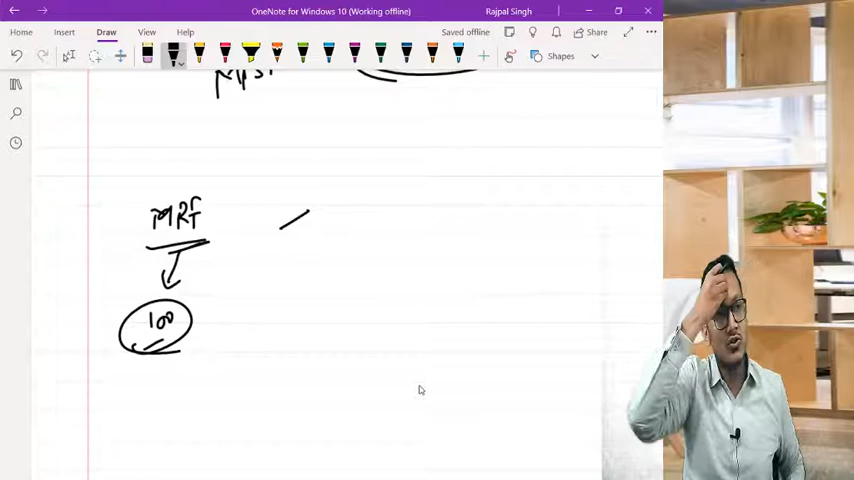 OneNote for Windows 10 (Working offline)
Rajpal Singh
Home Insert Draw View Help
Saved offline
Share
Shapes
MRF
100